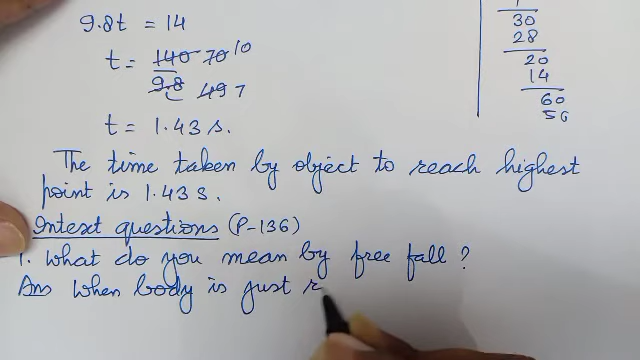 9.8t = 14
t = 140 70 10
9.8 49 7
t = 1.43 s.
The time taken by object to reach highest
point is 1.43 s.
Intext questions (P-136)
1. What do you mean by free fall ?
Ans When body is just r
30
28
20
14
60
56